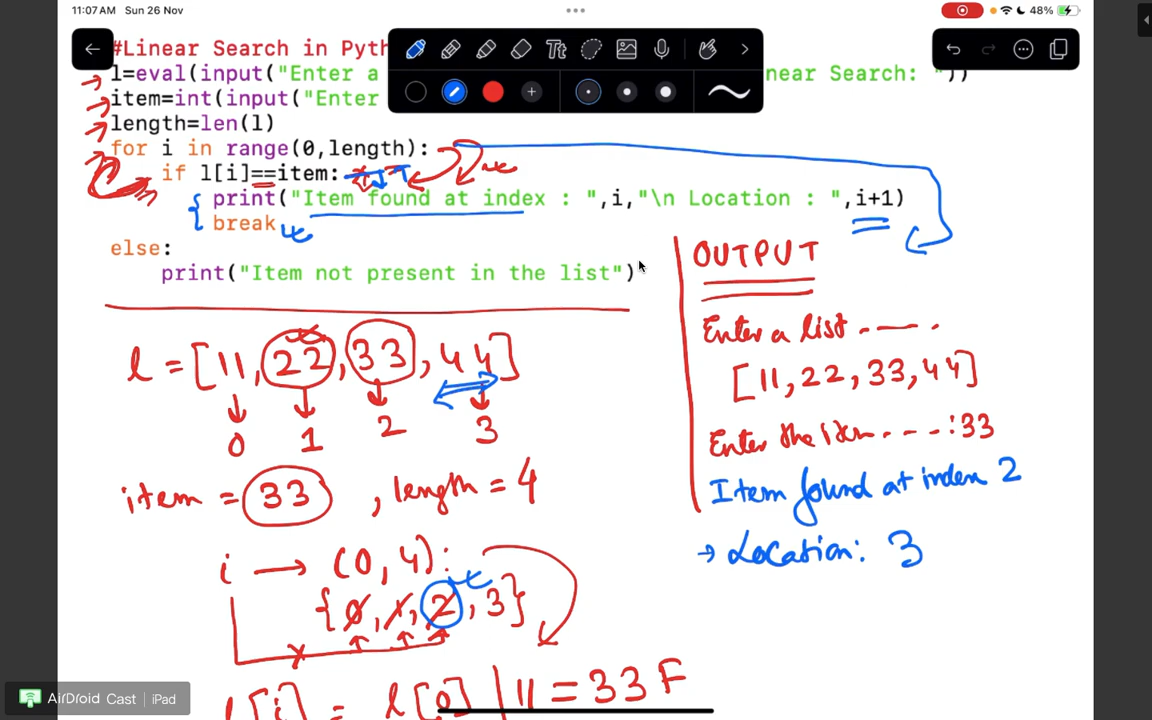 11:07 AM Sun 26 Nov
48%
#Linear Search in Pyth
l=eval(input("Enter a near Search: "))
item=int(input("Enter
length=len(l)
for i in range(0,length):
if l[i]==item:
print("Item found at index : ",i,"\n Location : ",i+1)
break
else:
print("Item not present in the list")
OUTPUT
Enter a list - - - .
[11,22,33,44]
Enter the item - - - - :33
Item found at index 2
→ Location: 3
l = [11, 22, 33, 44]
0 1 2 3
item = 33 , length = 4
i → (0, 4):
{0, 1, 2, 3}
l[i] = l[0] | 11 = 33 F
AirDroid Cast | iPad